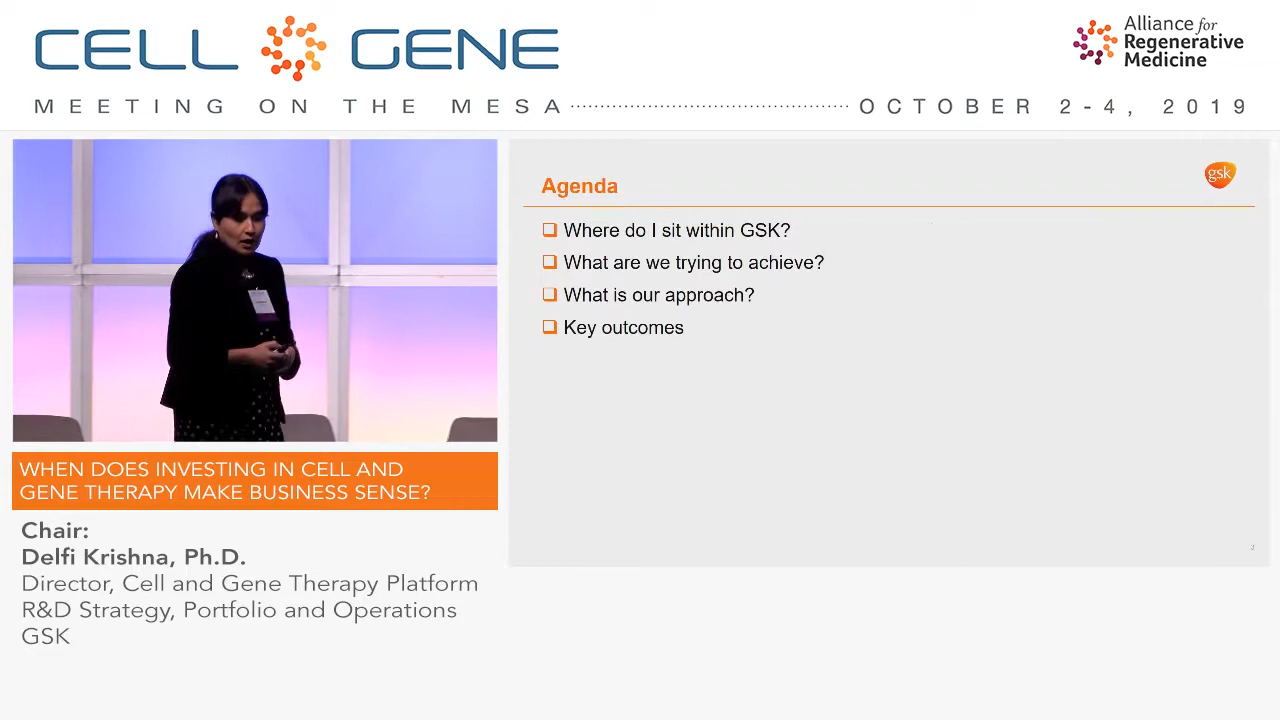 CELL GENE
Alliance for
Regenerative
Medicine
MEETING ON THE MESA
OCTOBER 2-4, 2019
Agenda
gsk
Where do I sit within GSK?
What are we trying to achieve?
What is our approach?
Key outcomes
2
WHEN DOES INVESTING IN CELL AND
GENE THERAPY MAKE BUSINESS SENSE?
Chair:
Delfi Krishna, Ph.D.
Director, Cell and Gene Therapy Platform
R&D Strategy, Portfolio and Operations
GSK